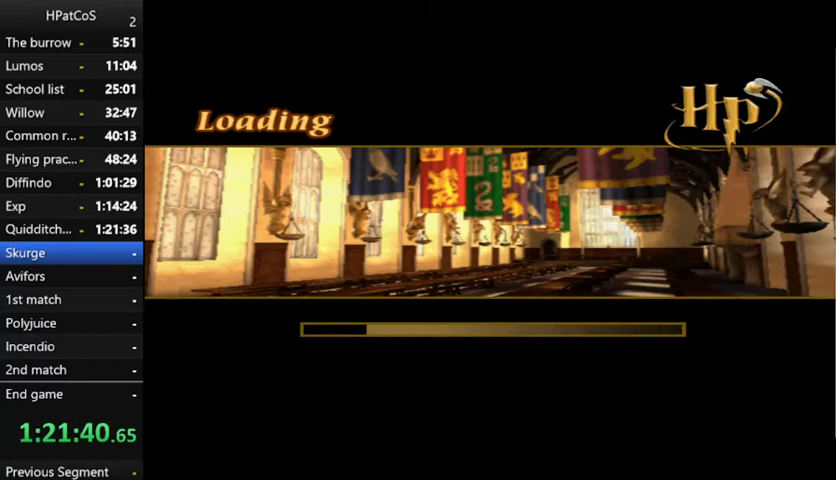 HPatCoS
2
The burrow - 5:51
Lumos - 11:04
School list - 25:01
Willow - 32:47
Common r... - 40:13
Flying prac... - 48:24
Diffindo - 1:01:29
Exp - 1:14:24
Quidditch... - 1:21:36
Skurge -
Avifors -
1st match -
Polyjuice -
Incendio -
2nd match -
End game -
1:21:40.65
Previous Segment -
Loading
HP